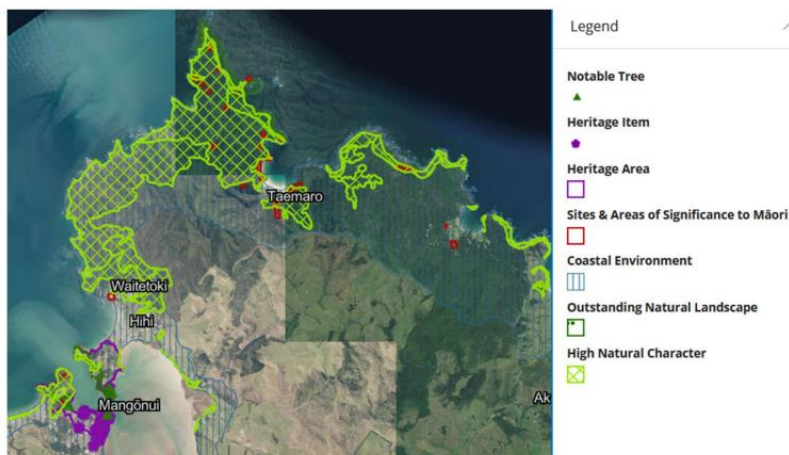 Taemaro
Waitetoki
Hihi
Mangōnui
Ak
Legend
Notable Tree
Heritage Item
Heritage Area
Sites & Areas of Significance to Māori
Coastal Environment
Outstanding Natural Landscape
High Natural Character